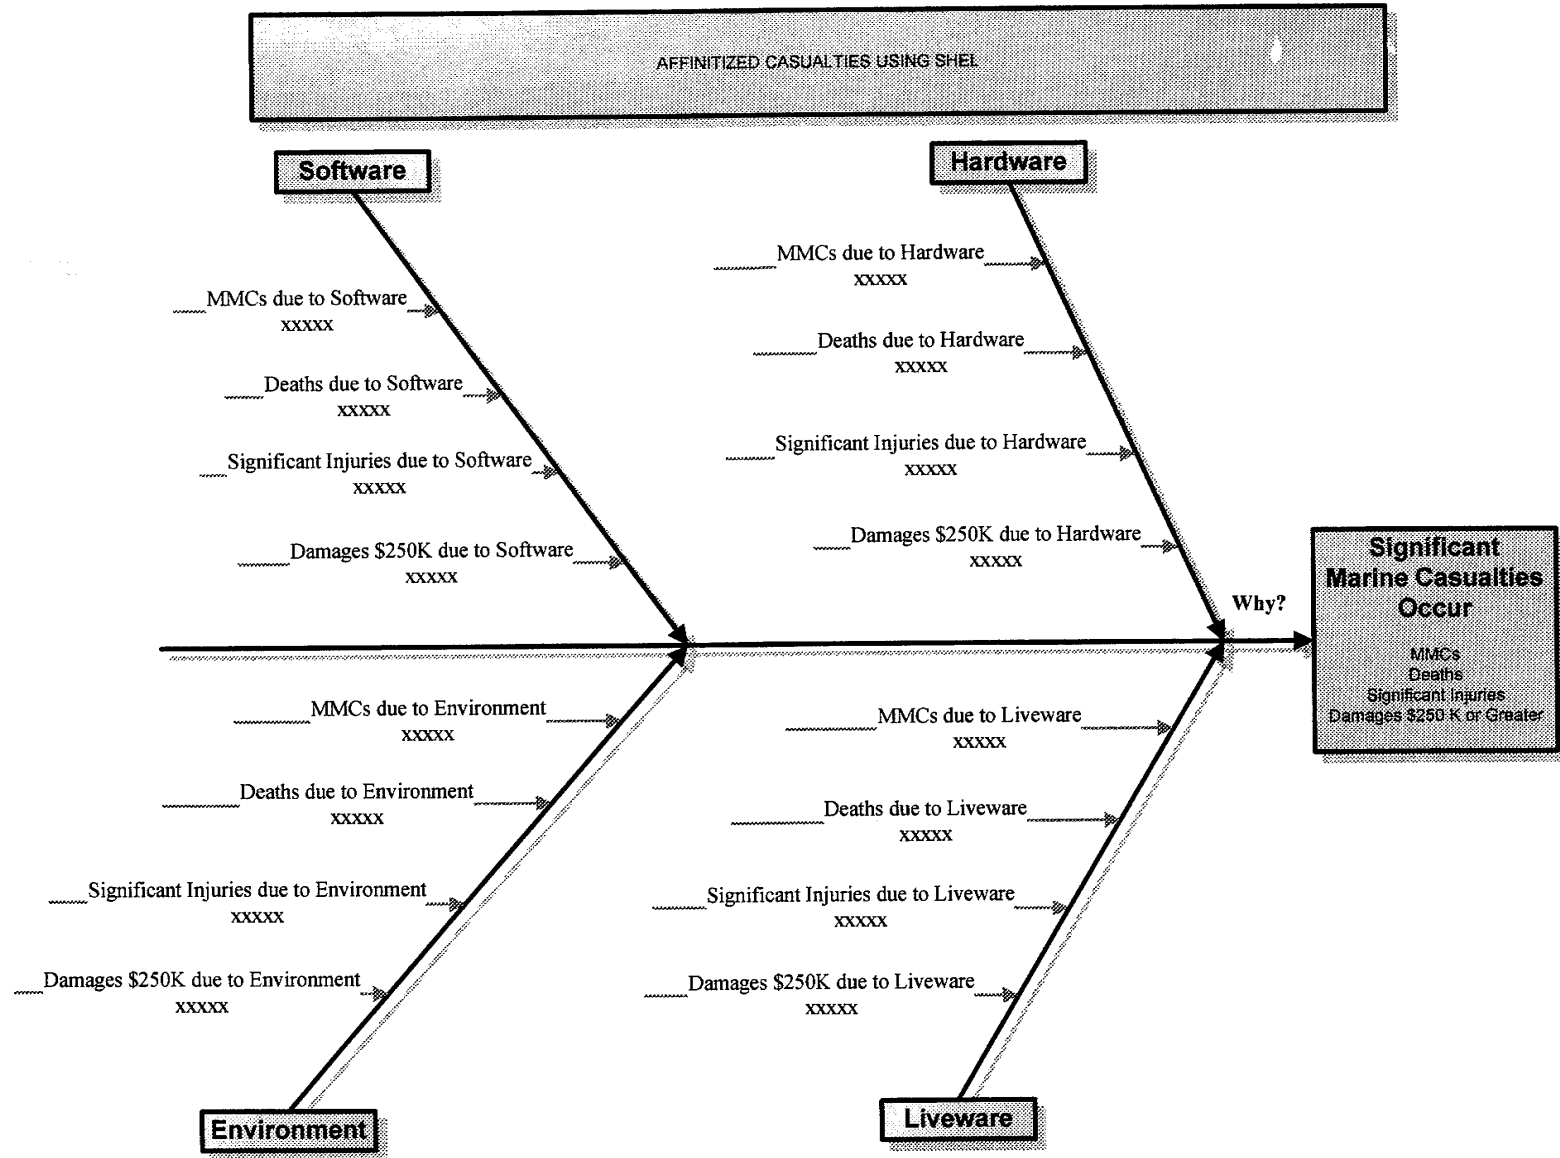 AFFINITIZED CASUALTIES USING SHEL
Software
Hardware
MMCs due to Software
xxxxx
Deaths due to Software
xxxxx
Significant Injuries due to Software
xxxxx
Damages $250K due to Software
xxxxx
MMCs due to Hardware
xxxxx
Deaths due to Hardware
xxxxx
Significant Injuries due to Hardware
xxxxx
Damages $250K due to Hardware
xxxxx
Why?
Significant
Marine Casualties
Occur
MMCs
Deaths
Significant Injuries
Damages $250 K or Greater
MMCs due to Environment
xxxxx
Deaths due to Environment
xxxxx
Significant Injuries due to Environment
xxxxx
Damages $250K due to Environment
xxxxx
MMCs due to Liveware
xxxxx
Deaths due to Liveware
xxxxx
Significant Injuries due to Liveware
xxxxx
Damages $250K due to Liveware
xxxxx
Environment
Liveware